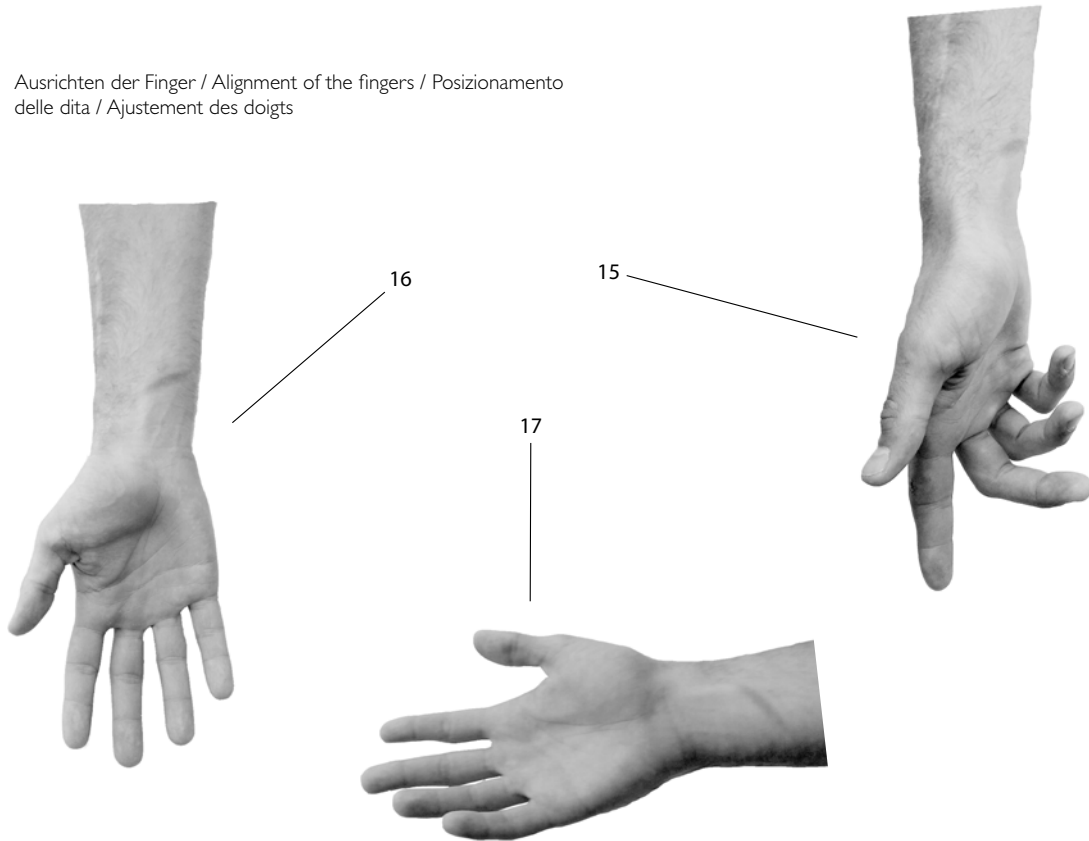 Ausrichten der Finger / Alignment of the fingers / Posizionamento
delle dita / Ajustement des doigts
16
15
17